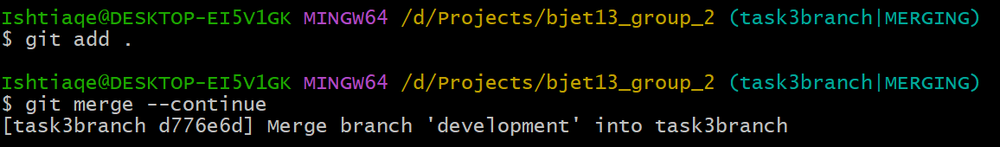 Ishtiaqe@DESKTOP-EI5V1GK MINGW64 /d/Projects/bjet13_group_2 (task3branch|MERGING)
$ git add .
Ishtiaqe@DESKTOP-EI5V1GK MINGW64 /d/Projects/bjet13_group_2 (task3branch|MERGING)
$ git merge --continue
[task3branch d776e6d] Merge branch 'development' into task3branch